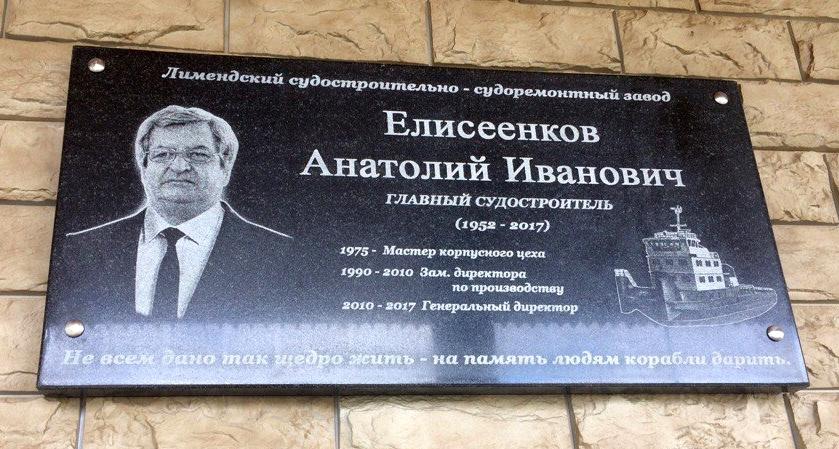 Лимендский судостроительно - судоремонтный завод
Елисеенков
Анатолий Иванович
ГЛАВНЫЙ СУДОСТРОИТЕЛЬ
(1952 - 2017)
1975 - Мастер корпусного цеха
1990 - 2010 Зам. директора
по производству
2010 - 2017 Генеральный директор
Не всем дано так щедро жить - на память людям корабли дарить.